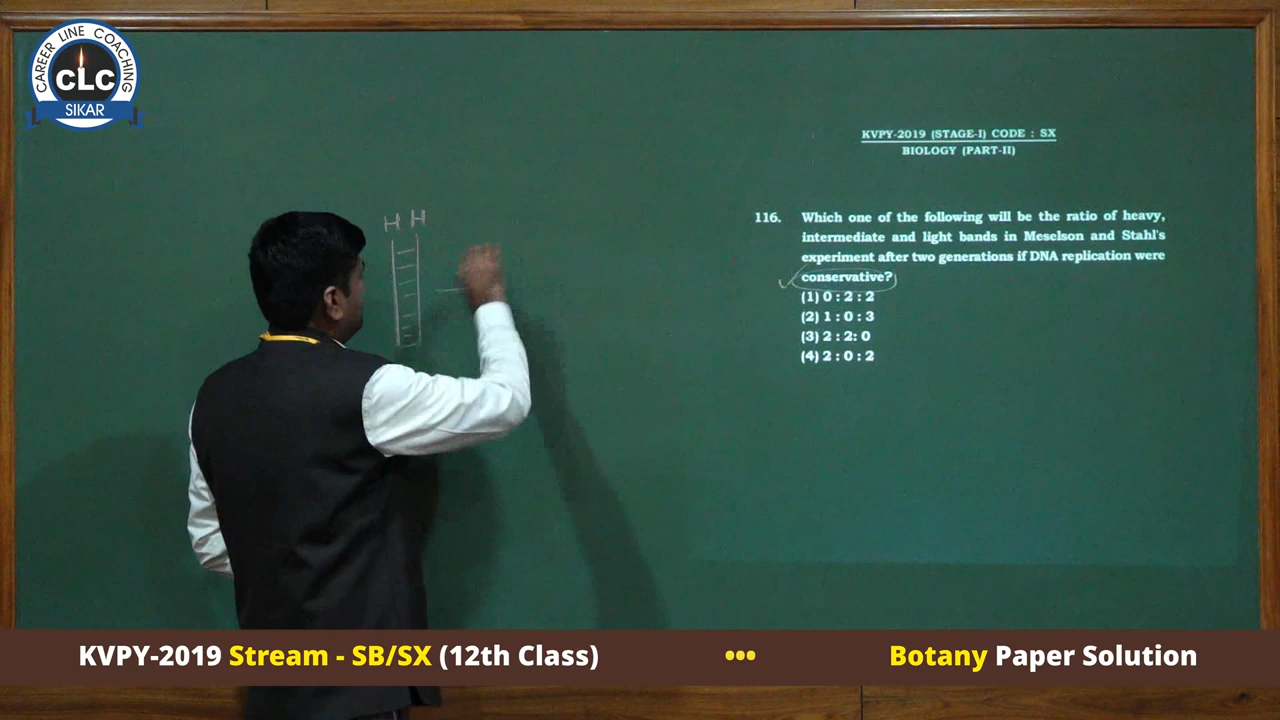 CAREER LINE COACHING
CLC
SIKAR
KVPY-2019 (STAGE-I) CODE : SX
BIOLOGY (PART-II)
H H
116. Which one of the following will be the ratio of heavy,
intermediate and light bands in Meselson and Stahl's
experiment after two generations if DNA replication were
conservative?
(1) 0 : 2 : 2
(2) 1 : 0 : 3
(3) 2 : 2: 0
(4) 2 : 0 : 2
KVPY-2019 Stream - SB/SX (12th Class) ••• Botany Paper Solution